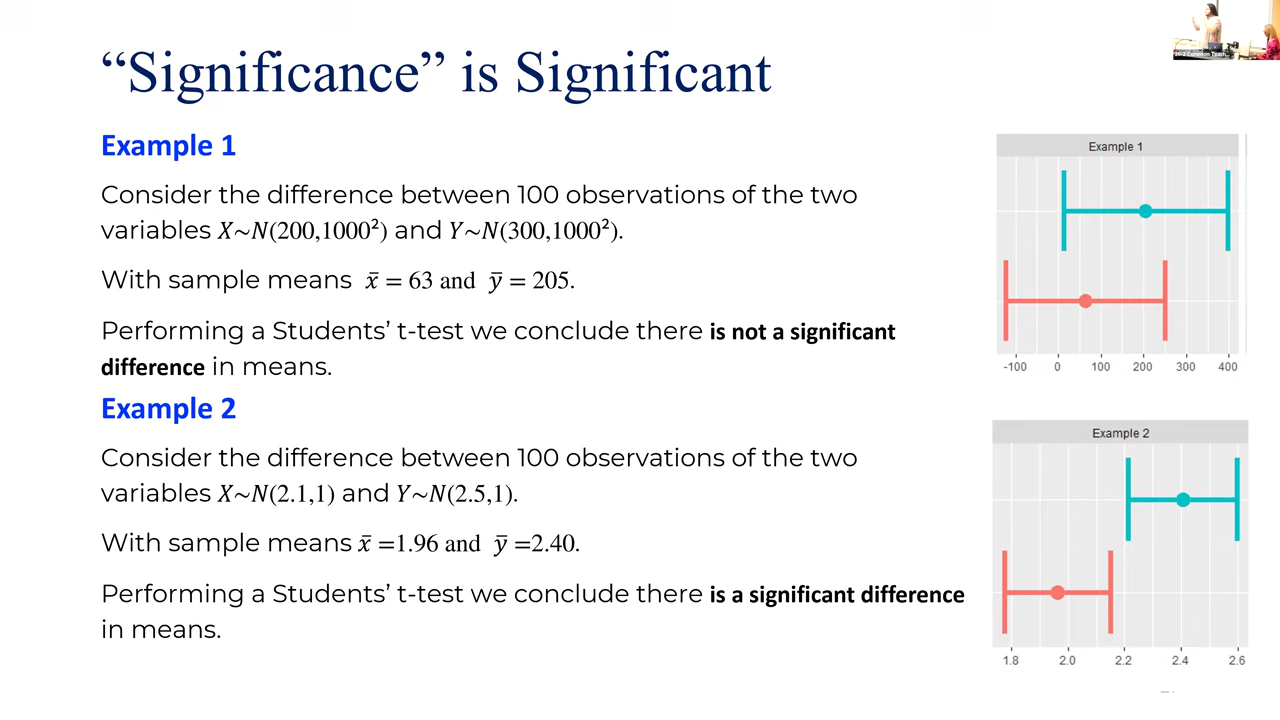 “Significance” is Significant
Example 1
Consider the difference between 100 observations of the two
variables X~N(200,1000²) and Y~N(300,1000²).
With sample means x̄ = 63 and ȳ = 205.
Performing a Students’ t-test we conclude there is not a significant
difference in means.
Example 2
Consider the difference between 100 observations of the two
variables X~N(2.1,1) and Y~N(2.5,1).
With sample means x̄ =1.96 and ȳ =2.40.
Performing a Students’ t-test we conclude there is a significant difference
in means.
Example 1
-100 0 100 200 300 400
Example 2
1.8 2.0 2.2 2.4 2.6
Common